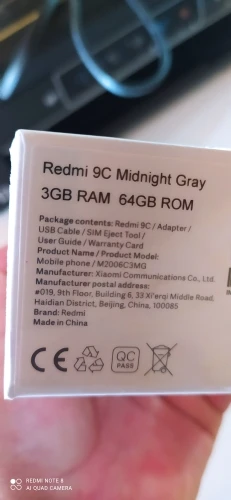 Redmi 9C Midnight Gray
3GB RAM 64GB ROM
Package contents: Redmi 9C / Adapter /
USB Cable / SIM Eject Tool /
User Guide / Warranty Card
Product Name / Product Model:
Mobile phone / M2006C3MG
Manufacturer: Xiaomi Communications Co., Ltd.
Manufacturer postal address:
#019, 9th Floor, Building 6, 33 Xi'erqi Middle Road,
Haidian District, Beijing, China, 100085
Brand: Redmi
Made in China
CE
QC
PASS
REDMI NOTE 8
AI QUAD CAMERA